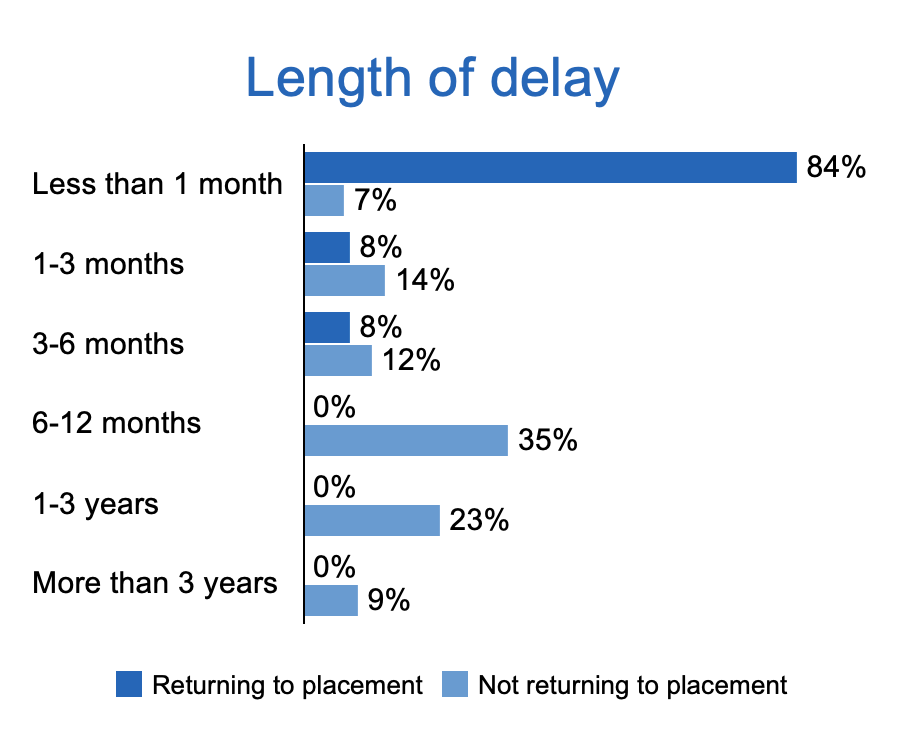 Length of delay
Less than 1 month
84%
7%
1-3 months
8%
14%
3-6 months
8%
12%
6-12 months
0%
35%
1-3 years
0%
23%
More than 3 years
0%
9%
Returning to placement
Not returning to placement